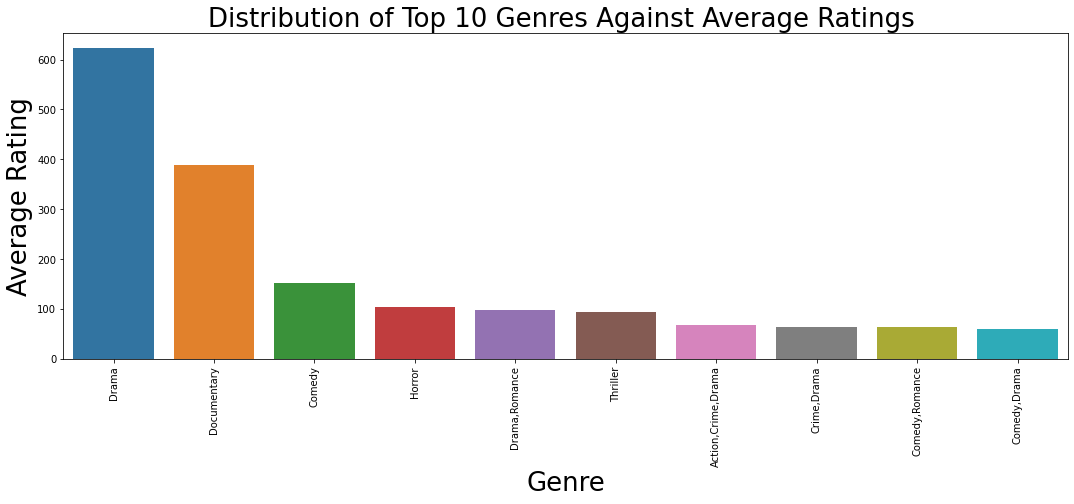 Distribution of Top 10 Genres Against Average Ratings
Average Rating
600
500
400
300
200
100
0
Drama
Documentary
Comedy
Horror
Drama,Romance
Thriller
Action,Crime,Drama
Crime,Drama
Comedy,Romance
Comedy,Drama
Genre